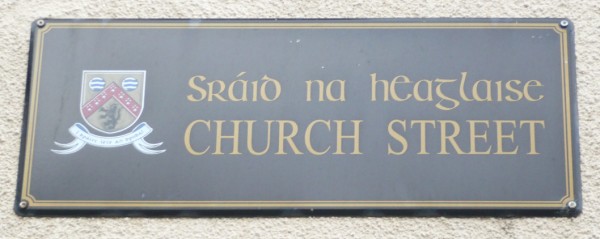 Sráid na hEaglaise
CHURCH STREET